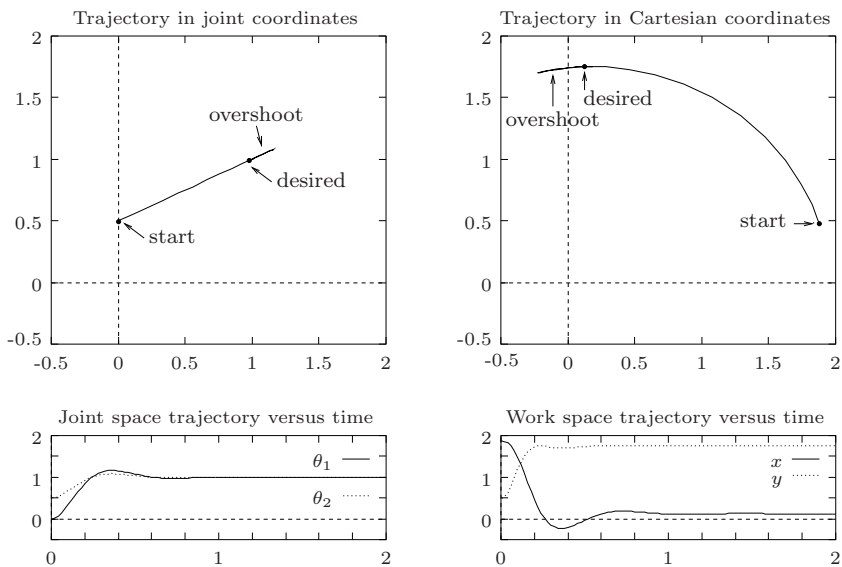 Trajectory in joint coordinates
2
1.5
1
0.5
0
-0.5
-0.5 0 0.5 1 1.5 2
overshoot
desired
start
Trajectory in Cartesian coordinates
2
1.5
1
0.5
0
-0.5
-0.5 0 0.5 1 1.5 2
desired
overshoot
start
Joint space trajectory versus time
2
1
0
0 1 2
θ1
θ2
Work space trajectory versus time
2
1
0
0 1 2
x
y